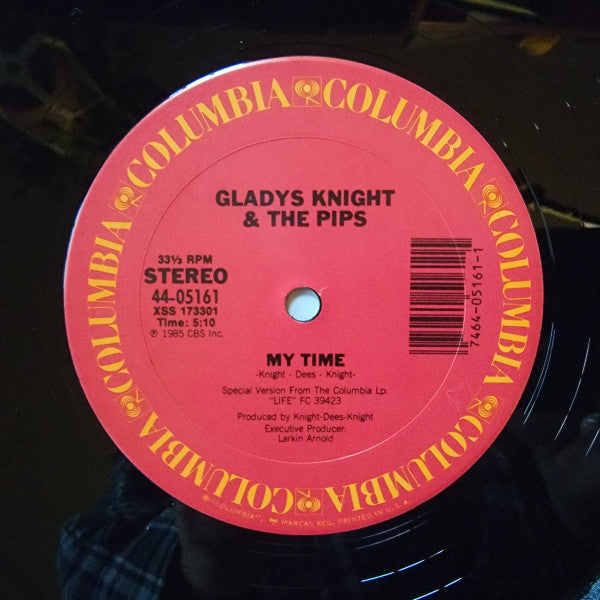 COLUMBIA COLUMBIA COLUMBIA COLUMBIA COLUMBIA COLUMBIA
GLADYS KNIGHT
& THE PIPS
33⅓ RPM
STEREO
44-05161
XSS 173301
Time: 5:10
℗ 1985 CBS Inc.
7464-05161-1
MY TIME
-Knight - Dees - Knight-
Special Version From The Columbia Lp:
"LIFE" FC 39423
Produced by Knight-Dees-Knight
Executive Producer:
Larkin Arnold
® "COLUMBIA", MARCAS REG. PRINTED IN U.S.A.